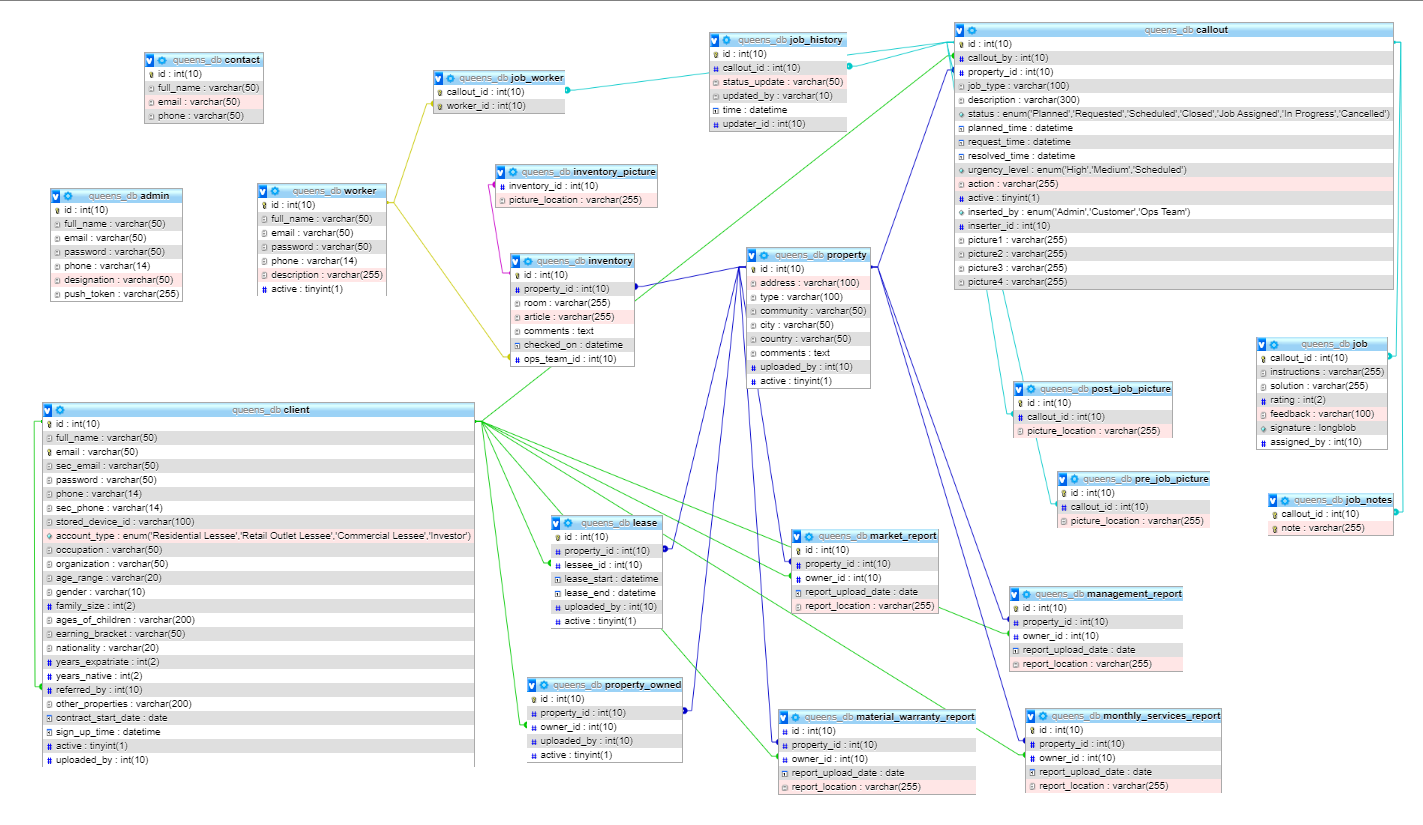 queens_db contact
id : int(10)
full_name : varchar(50)
email : varchar(50)
phone : varchar(50)
queens_db job_worker
callout_id : int(10)
worker_id : int(10)
queens_db job_history
id : int(10)
callout_id : int(10)
status_update : varchar(50)
updated_by : varchar(10)
time : datetime
updater_id : int(10)
queens_db callout
id : int(10)
callout_by : int(10)
property_id : int(10)
job_type : varchar(100)
description : varchar(300)
status : enum('Planned','Requested','Scheduled','Closed','Job Assigned','In Progress','Cancelled')
planned_time : datetime
request_time : datetime
resolved_time : datetime
urgency_level : enum('High','Medium','Scheduled')
action : varchar(255)
active : tinyint(1)
inserted_by : enum('Admin','Customer','Ops Team')
inserter_id : int(10)
picture1 : varchar(255)
picture2 : varchar(255)
picture3 : varchar(255)
picture4 : varchar(255)
queens_db admin
id : int(10)
full_name : varchar(50)
email : varchar(50)
password : varchar(50)
phone : varchar(14)
designation : varchar(50)
push_token : varchar(255)
queens_db worker
id : int(10)
full_name : varchar(50)
email : varchar(50)
password : varchar(50)
phone : varchar(14)
description : varchar(255)
active : tinyint(1)
queens_db inventory_picture
inventory_id : int(10)
picture_location : varchar(255)
queens_db inventory
id : int(10)
property_id : int(10)
room : varchar(255)
article : varchar(255)
comments : text
checked_on : datetime
ops_team_id : int(10)
queens_db property
id : int(10)
address : varchar(100)
type : varchar(100)
community : varchar(50)
city : varchar(50)
country : varchar(50)
comments : text
uploaded_by : int(10)
active : tinyint(1)
queens_db job
callout_id : int(10)
instructions : varchar(255)
solution : varchar(255)
rating : int(2)
feedback : varchar(100)
signature : longblob
assigned_by : int(10)
queens_db post_job_picture
id : int(10)
callout_id : int(10)
picture_location : varchar(255)
queens_db client
id : int(10)
full_name : varchar(50)
email : varchar(50)
sec_email : varchar(50)
password : varchar(50)
phone : varchar(14)
sec_phone : varchar(14)
stored_device_id : varchar(100)
account_type : enum('Residential Lessee','Retail Outlet Lessee','Commercial Lessee','Investor')
occupation : varchar(50)
organization : varchar(50)
age_range : varchar(20)
gender : varchar(10)
family_size : int(2)
ages_of_children : varchar(200)
earning_bracket : varchar(50)
nationality : varchar(20)
years_expatriate : int(2)
years_native : int(2)
referred_by : int(10)
other_properties : varchar(200)
contract_start_date : date
sign_up_time : datetime
active : tinyint(1)
uploaded_by : int(10)
queens_db pre_job_picture
id : int(10)
callout_id : int(10)
picture_location : varchar(255)
queens_db job_notes
callout_id : int(10)
note : varchar(255)
queens_db lease
id : int(10)
property_id : int(10)
lessee_id : int(10)
lease_start : datetime
lease_end : datetime
uploaded_by : int(10)
active : tinyint(1)
queens_db market_report
id : int(10)
property_id : int(10)
owner_id : int(10)
report_upload_date : date
report_location : varchar(255)
queens_db management_report
id : int(10)
property_id : int(10)
owner_id : int(10)
report_upload_date : date
report_location : varchar(255)
queens_db property_owned
id : int(10)
property_id : int(10)
owner_id : int(10)
uploaded_by : int(10)
active : tinyint(1)
queens_db material_warranty_report
id : int(10)
property_id : int(10)
owner_id : int(10)
report_upload_date : date
report_location : varchar(255)
queens_db monthly_services_report
id : int(10)
property_id : int(10)
owner_id : int(10)
report_upload_date : date
report_location : varchar(255)